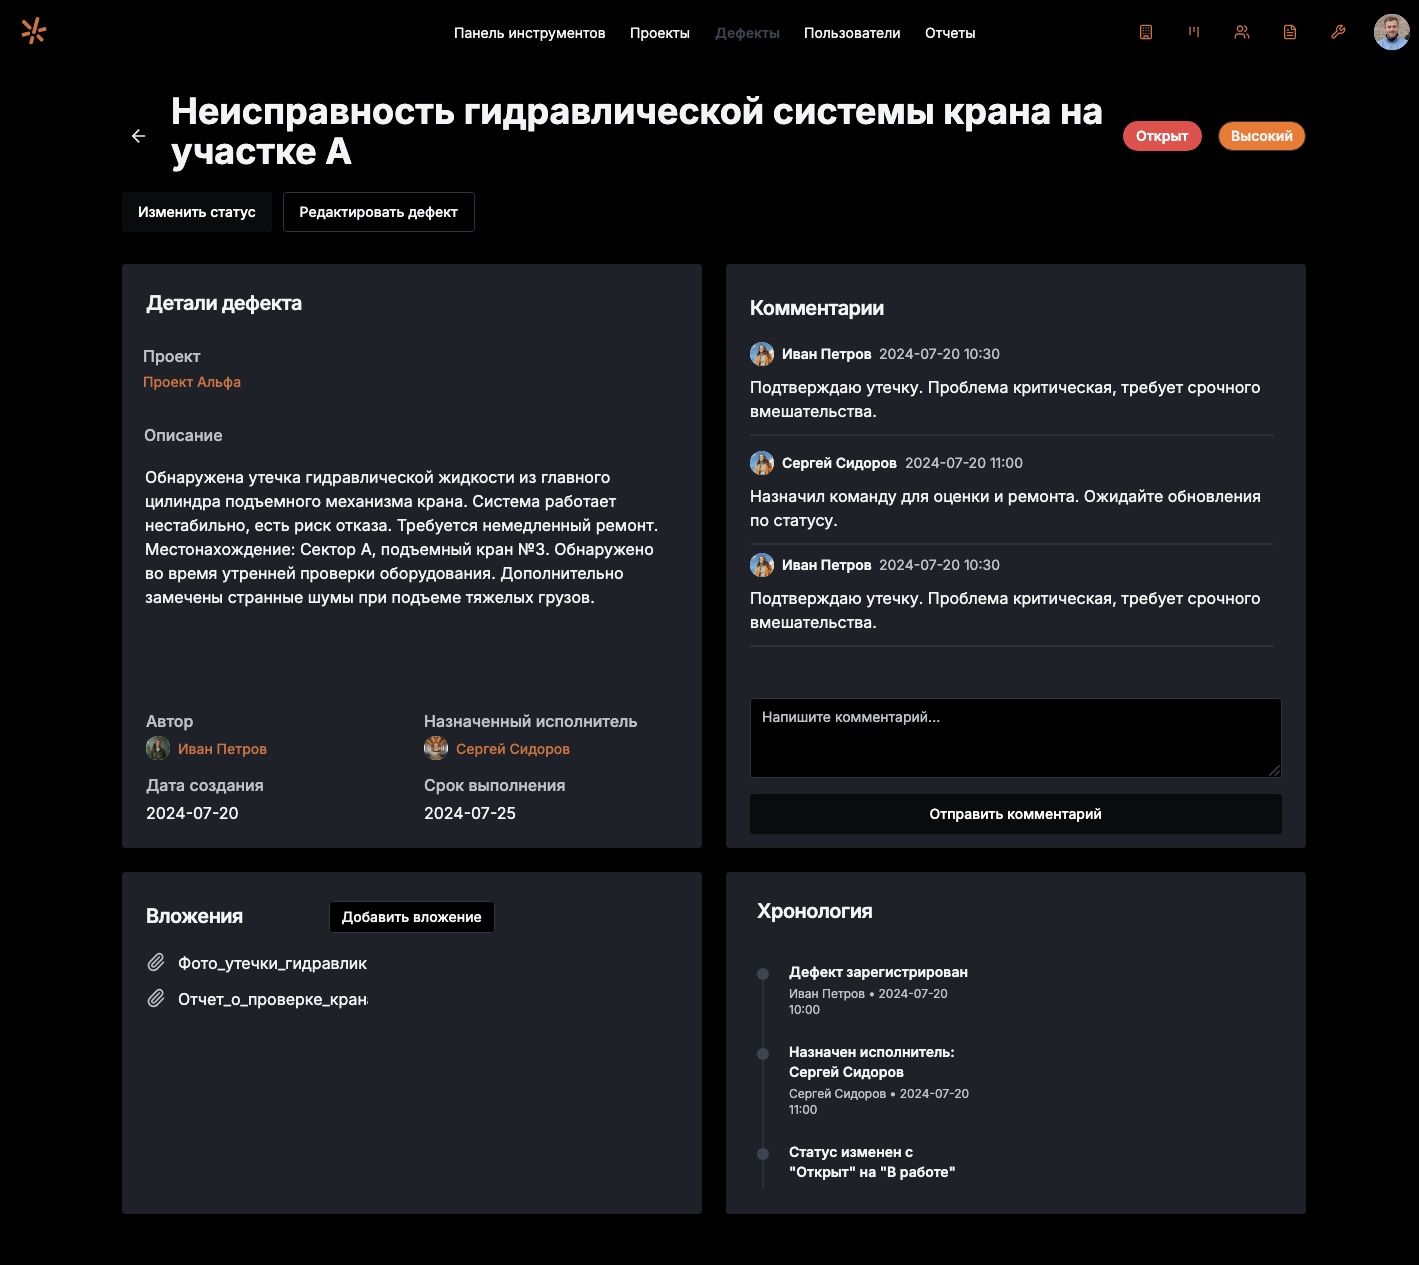 Панель инструментов Проекты Дефекты Пользователи Отчеты
Неисправность гидравлической системы крана на
участке А
Открыт Высокий
Изменить статус Редактировать дефект
Детали дефекта
Проект
Проект Альфа
Описание
Обнаружена утечка гидравлической жидкости из главного
цилиндра подъемного механизма крана. Система работает
нестабильно, есть риск отказа. Требуется немедленный ремонт.
Местонахождение: Сектор А, подъемный кран №3. Обнаружено
во время утренней проверки оборудования. Дополнительно
замечены странные шумы при подъеме тяжелых грузов.
Автор Назначенный исполнитель
Иван Петров Сергей Сидоров
Дата создания Срок выполнения
2024-07-20 2024-07-25
Комментарии
Иван Петров 2024-07-20 10:30
Подтверждаю утечку. Проблема критическая, требует срочного
вмешательства.
Сергей Сидоров 2024-07-20 11:00
Назначил команду для оценки и ремонта. Ожидайте обновления
по статусу.
Иван Петров 2024-07-20 10:30
Подтверждаю утечку. Проблема критическая, требует срочного
вмешательства.
Напишите комментарий...
Отправить комментарий
Вложения Добавить вложение
Фото_утечки_гидравлик
Отчет_о_проверке_крана
Хронология
Дефект зарегистрирован
Иван Петров • 2024-07-20
10:00
Назначен исполнитель:
Сергей Сидоров
Сергей Сидоров • 2024-07-20
11:00
Статус изменен с
"Открыт" на "В работе"